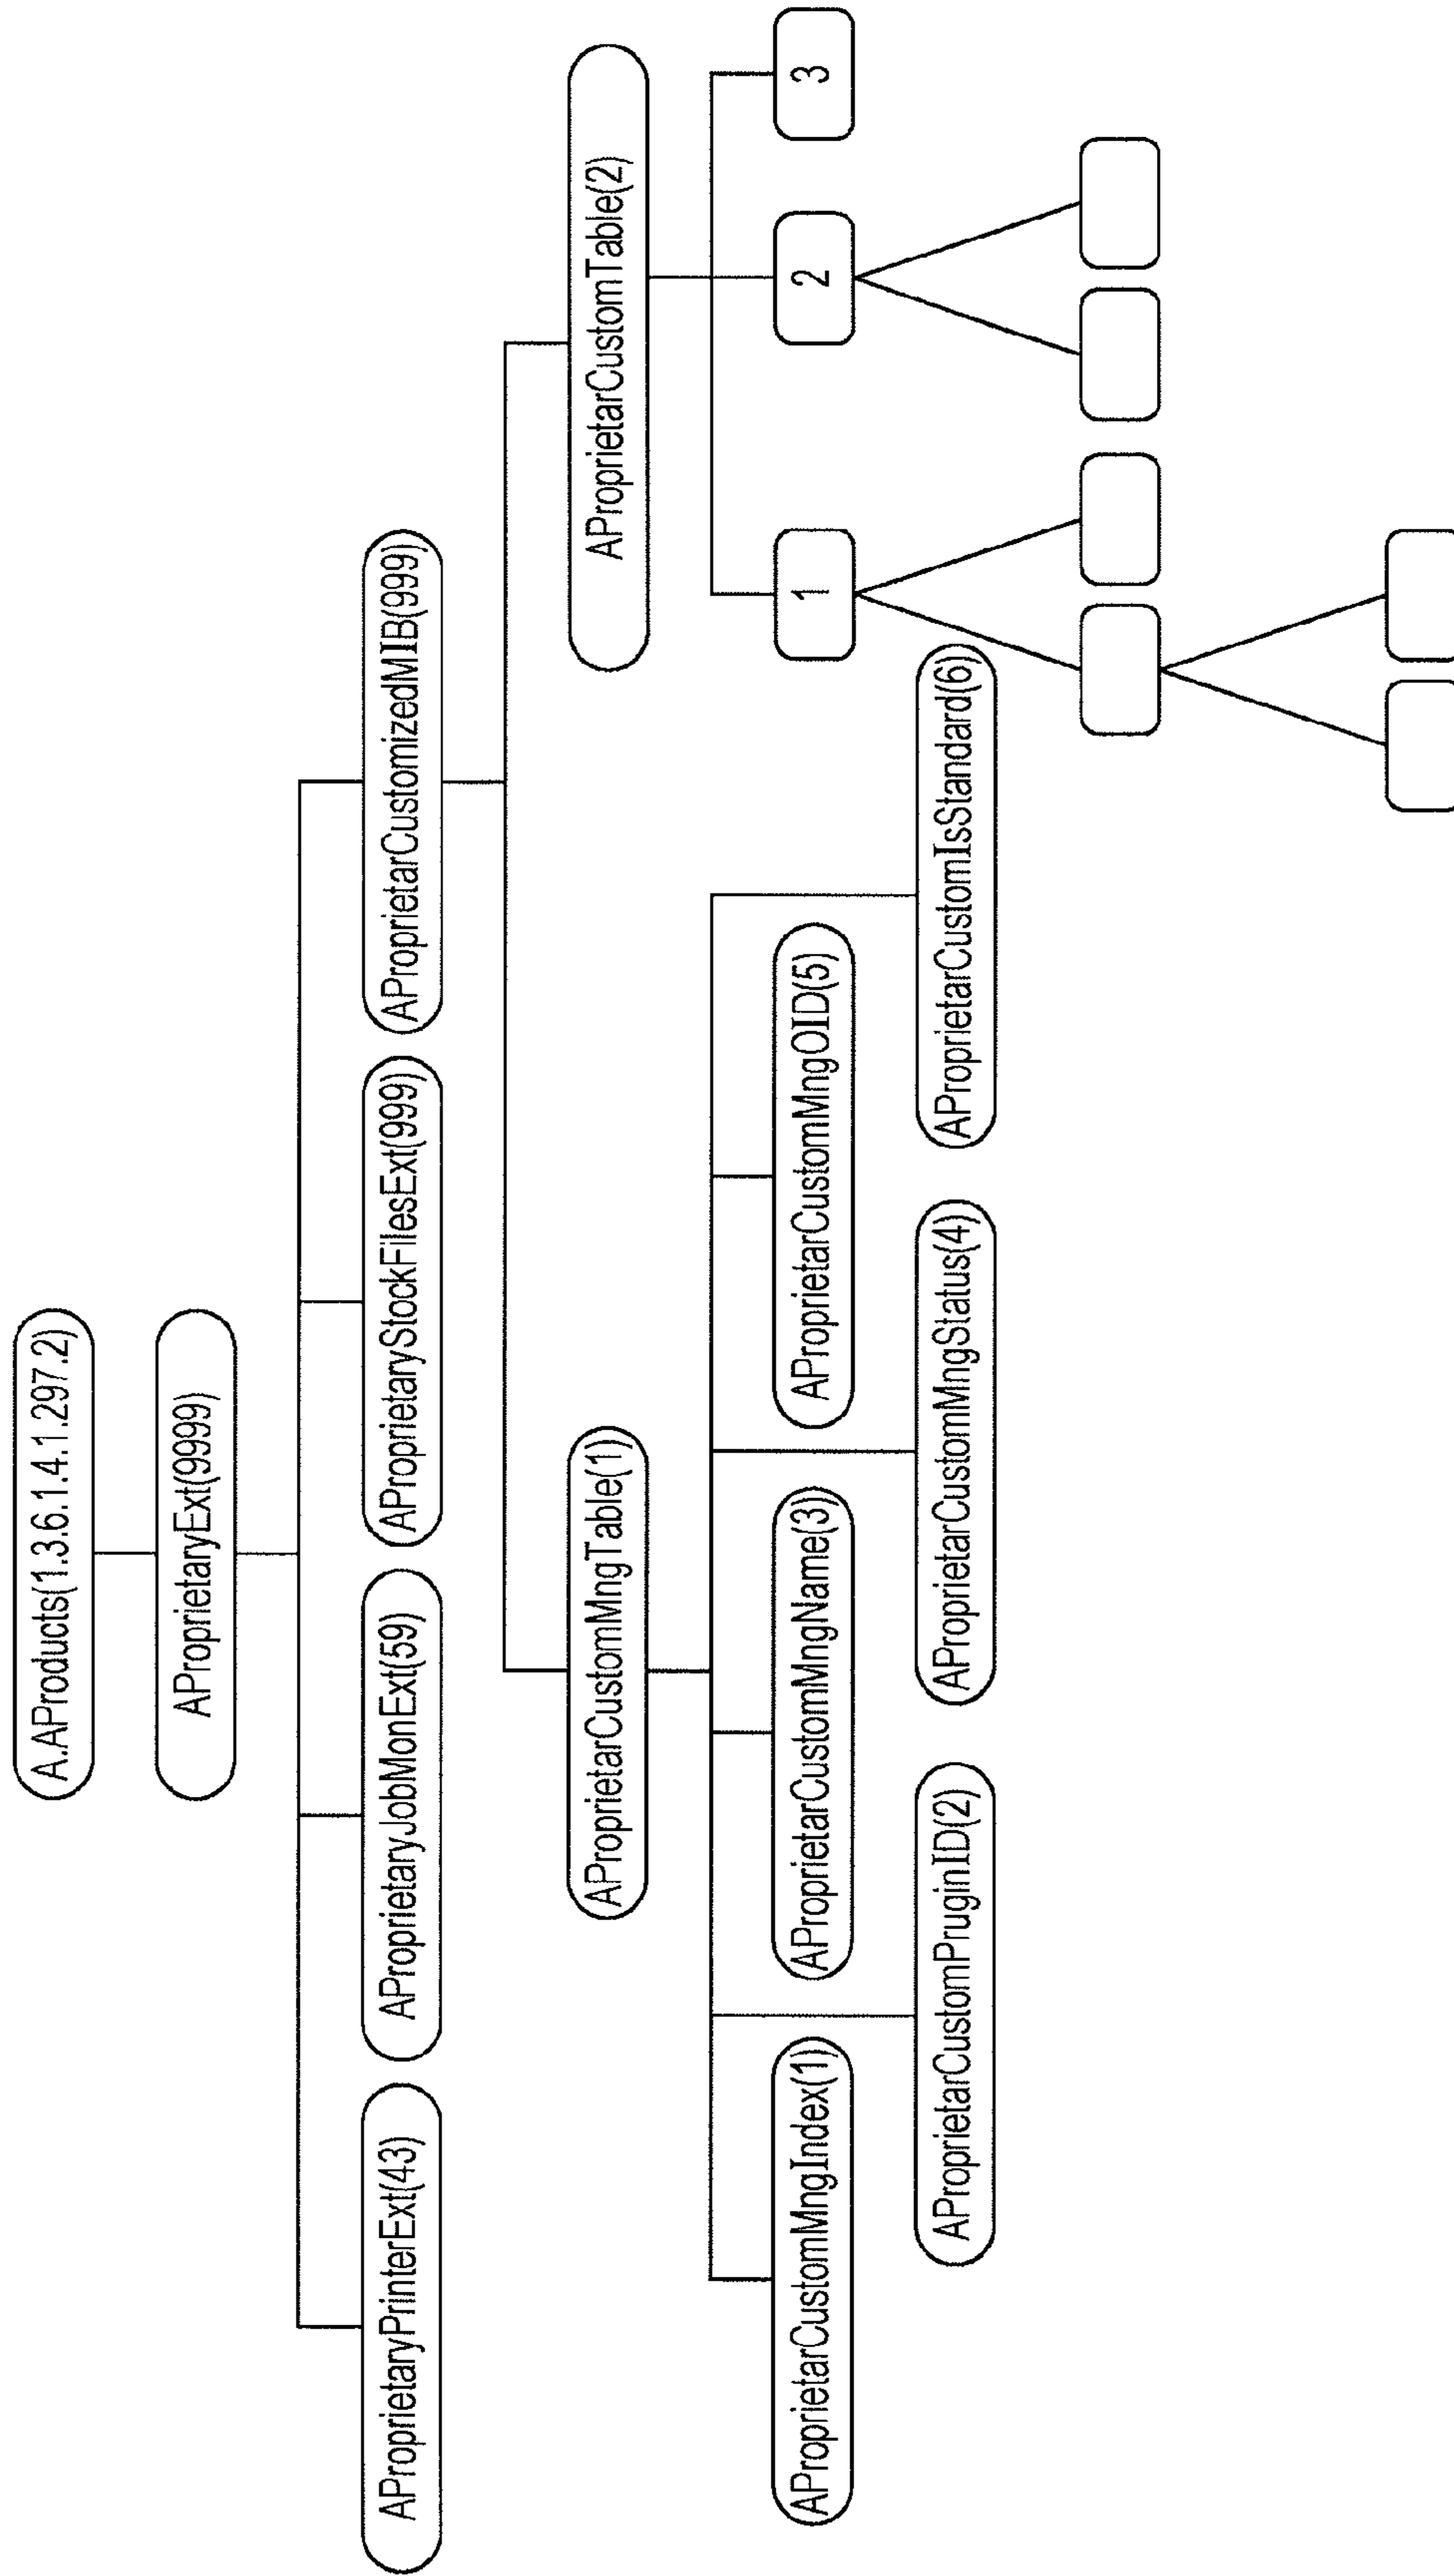 A.AProducts(1.3.6.1.4.1.297.2)
AProprietaryExt(9999)
AProprietaryPrinterExt(43)
AProprietaryJobMonExt(59)
AProprietaryStockFilesExt(999)
AProprietarCustomizedMIB(999)
AProprietarCustomMngTable(1)
AProprietarCustomTable(2)
AProprietarCustomMngIndex(1)
AProprietarCustomMngName(3)
AProprietarCustomMngOID(5)
1
2
3
AProprietarCustomPruginID(2)
AProprietarCustomMngStatus(4)
AProprietarCustomIsStandard(6)